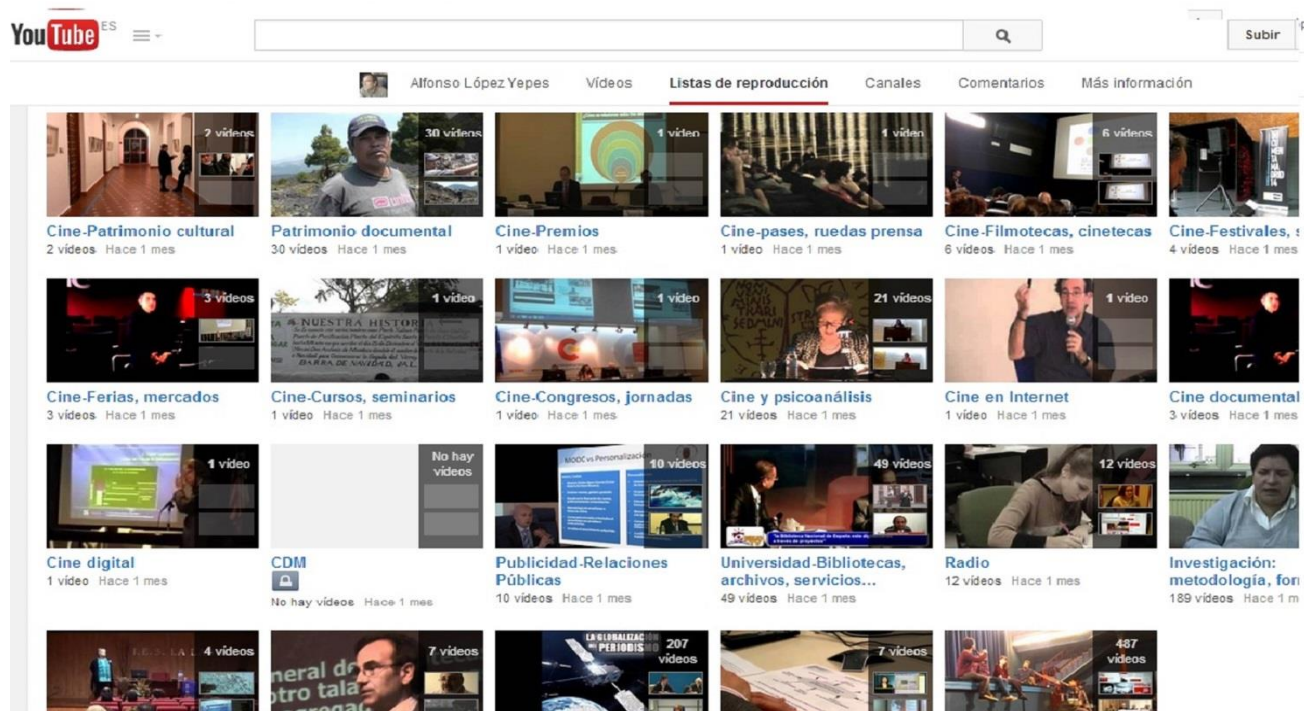 YouTube ES
Subir
Alfonso López Yepes Vídeos Listas de reproducción Canales Comentarios Más información
2 vídeos
30 vídeos
1 vídeo
1 vídeo
6 vídeos
Cine-Patrimonio cultural
2 vídeos Hace 1 mes
Patrimonio documental
30 vídeos Hace 1 mes
Cine-Premios
1 vídeo Hace 1 mes
Cine-pases, ruedas prensa
1 vídeo Hace 1 mes
Cine-Filmotecas, cinetecas
6 vídeos Hace 1 mes
Cine-Festivales,
4 vídeos Hace 1 mes
3 vídeos
1 vídeo
NUESTRA HISTORIA
BARRA DE NAVIDAD, JAL.
1 vídeo
21 vídeos
1 vídeo
Cine-Ferias, mercados
3 vídeos Hace 1 mes
Cine-Cursos, seminarios
1 vídeo Hace 1 mes
Cine-Congresos, jornadas
1 vídeo Hace 1 mes
Cine y psicoanálisis
21 vídeos Hace 1 mes
Cine en Internet
1 vídeo Hace 1 mes
Cine documental
3 vídeos Hace 1 mes
1 vídeo
No hay
vídeos
MODC vs Personalización
10 vídeos
49 vídeos
12 vídeos
Cine digital
1 vídeo Hace 1 mes
CDM
No hay vídeos Hace 1 mes
Publicidad-Relaciones
Públicas
10 vídeos Hace 1 mes
Universidad-Bibliotecas,
archivos, servicios...
49 vídeos Hace 1 mes
Radio
12 vídeos Hace 1 mes
Investigación:
metodología, for
189 vídeos Hace 1 m
4 vídeos
7 vídeos
LA GLOBALIZACIÓN
DEL PERIODISMO
207
vídeos
7 vídeos
487
vídeos